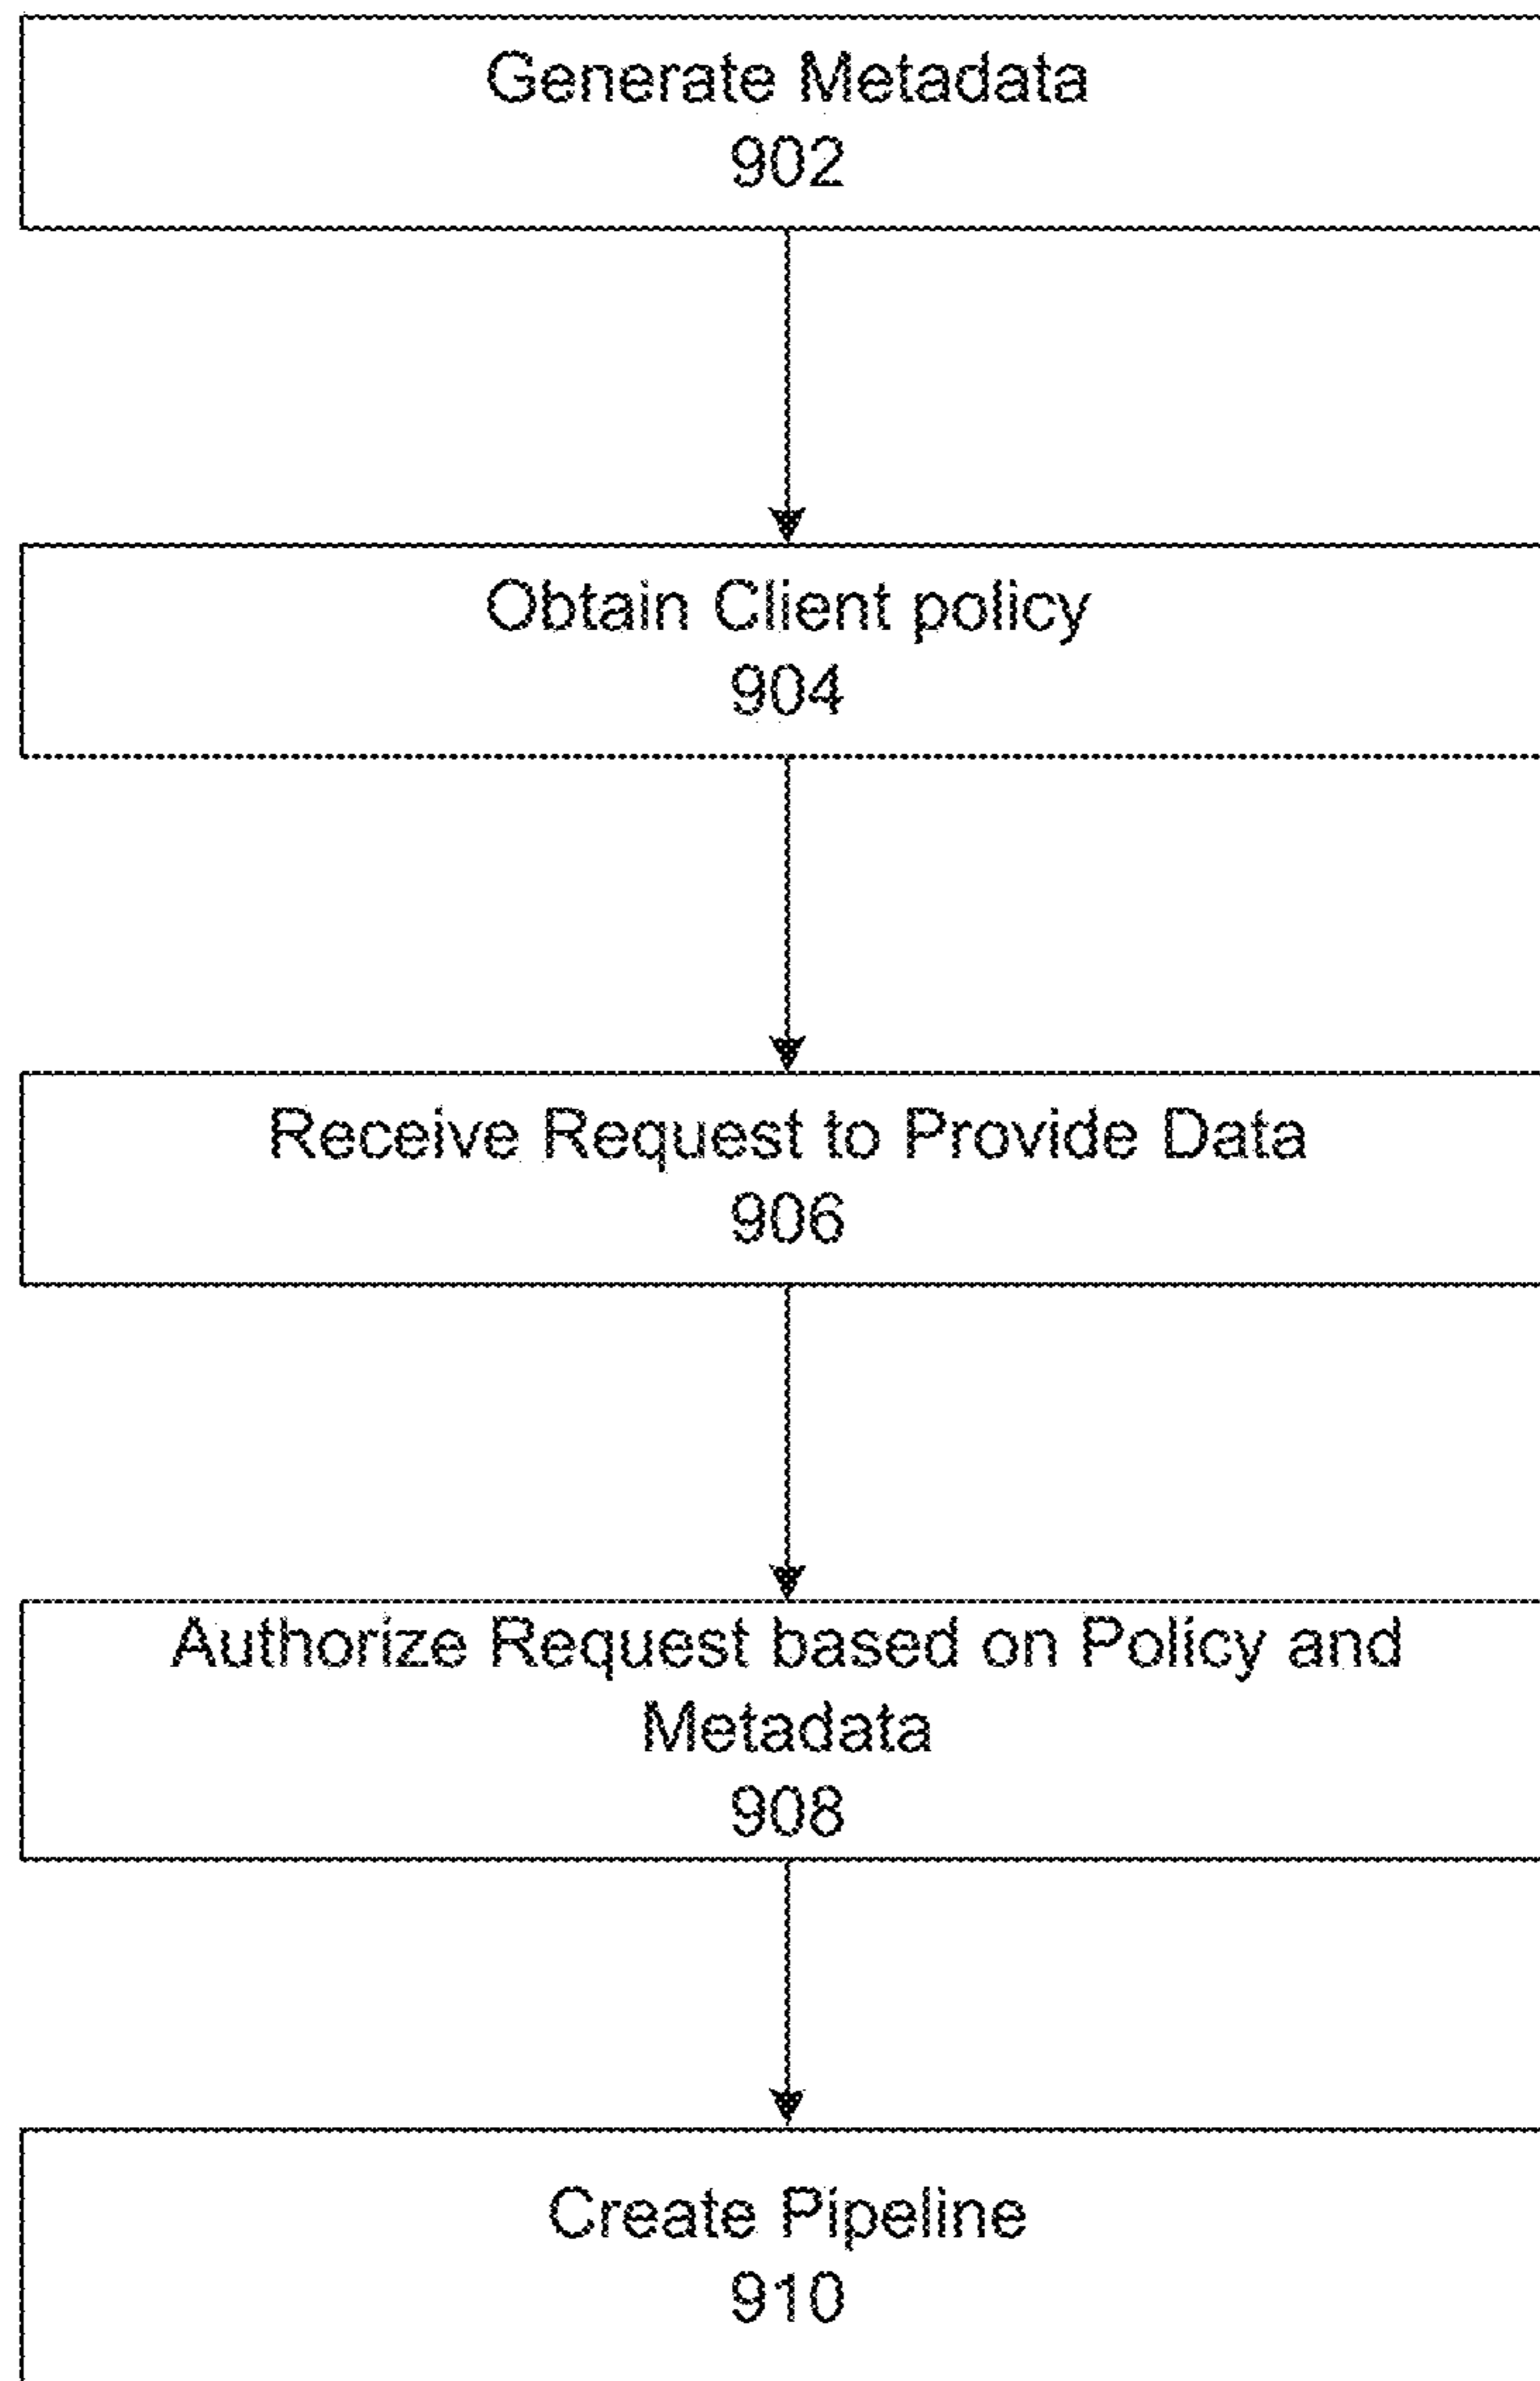 Generate Metadata
902
Obtain Client policy
904
Receive Request to Provide Data
906
Authorize Request based on Policy and
Metadata
908
Create Pipeline
910